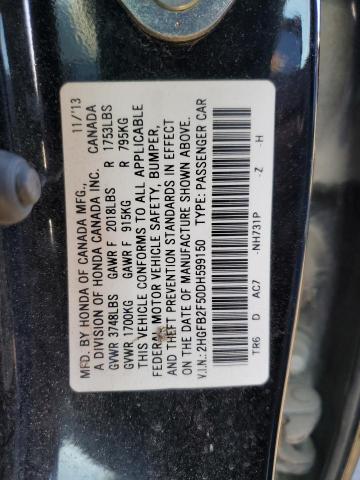 MFD. BY HONDA OF CANADA MFG., 11/13
A DIVISION OF HONDA CANADA INC. CANADA
GVWR 3748LBS GAWR F 2018LBS R 1753LBS
GVWR 1700KG GAWR F 915KG R 795KG
THIS VEHICLE CONFORMS TO ALL APPLICABLE
FEDERAL MOTOR VEHICLE SAFETY, BUMPER,
AND THEFT PREVENTION STANDARDS IN EFFECT
ON THE DATE OF MANUFACTURE SHOWN ABOVE.
V.I.N.: 2HGFB2F50DH599150 TYPE: PASSENGER CAR
TR6 D AC7 -NH731P -Z -H